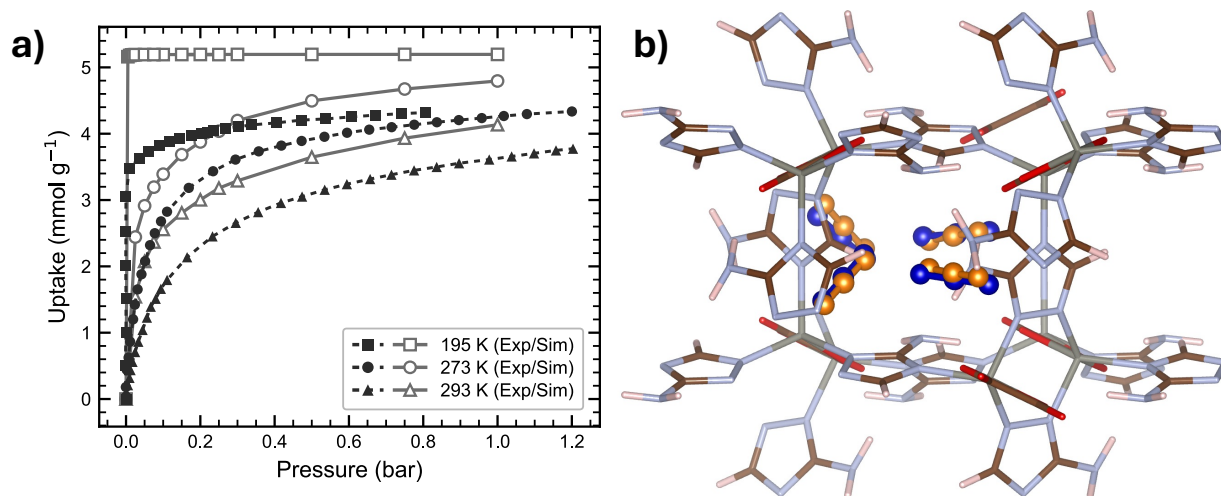 a)
b)
Uptake (mmol g⁻¹)
5
4
3
2
1
0
195 K (Exp/Sim)
273 K (Exp/Sim)
293 K (Exp/Sim)
0.0 0.2 0.4 0.6 0.8 1.0 1.2
Pressure (bar)